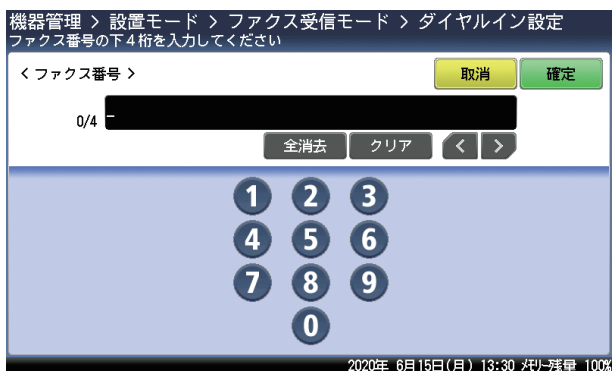 機器管理 > 設置モード > ファクス受信モード > ダイヤルイン設定
ファクス番号の下４桁を入力してください
< ファクス番号 >
取消
確定
0/4
全消去
クリア
<
>
1 2 3
4 5 6
7 8 9
0
2020年 6月15日(月) 13:30 ﾒﾓﾘｰ残量 100%